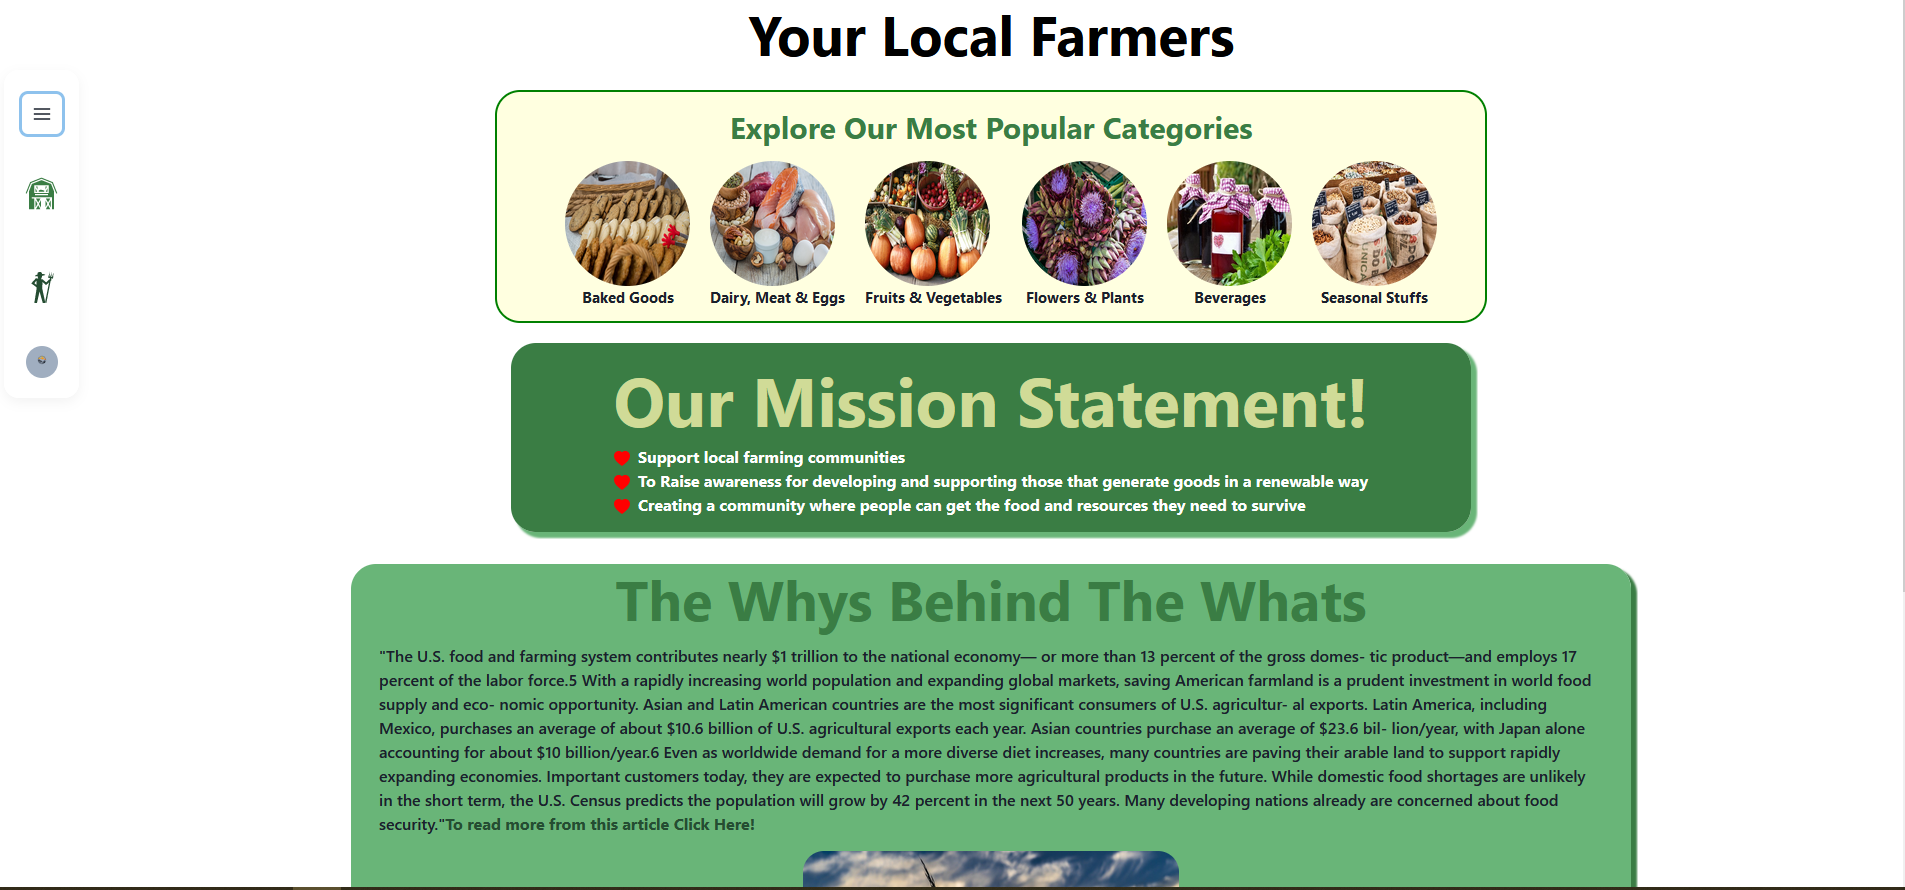 Your Local Farmers
Explore Our Most Popular Categories
Baked Goods
Dairy, Meat & Eggs
Fruits & Vegetables
Flowers & Plants
Beverages
Seasonal Stuffs
Our Mission Statement!
Support local farming communities
To Raise awareness for developing and supporting those that generate goods in a renewable way
Creating a community where people can get the food and resources they need to survive
The Whys Behind The Whats
"The U.S. food and farming system contributes nearly $1 trillion to the national economy— or more than 13 percent of the gross domes- tic product—and employs 17
percent of the labor force.5 With a rapidly increasing world population and expanding global markets, saving American farmland is a prudent investment in world food
supply and eco- nomic opportunity. Asian and Latin American countries are the most significant consumers of U.S. agricultur- al exports. Latin America, including
Mexico, purchases an average of about $10.6 billion of U.S. agricultural exports each year. Asian countries purchase an average of $23.6 bil- lion/year, with Japan alone
accounting for about $10 billion/year.6 Even as worldwide demand for a more diverse diet increases, many countries are paving their arable land to support rapidly
expanding economies. Important customers today, they are expected to purchase more agricultural products in the future. While domestic food shortages are unlikely
in the short term, the U.S. Census predicts the population will grow by 42 percent in the next 50 years. Many developing nations already are concerned about food
security."To read more from this article Click Here!